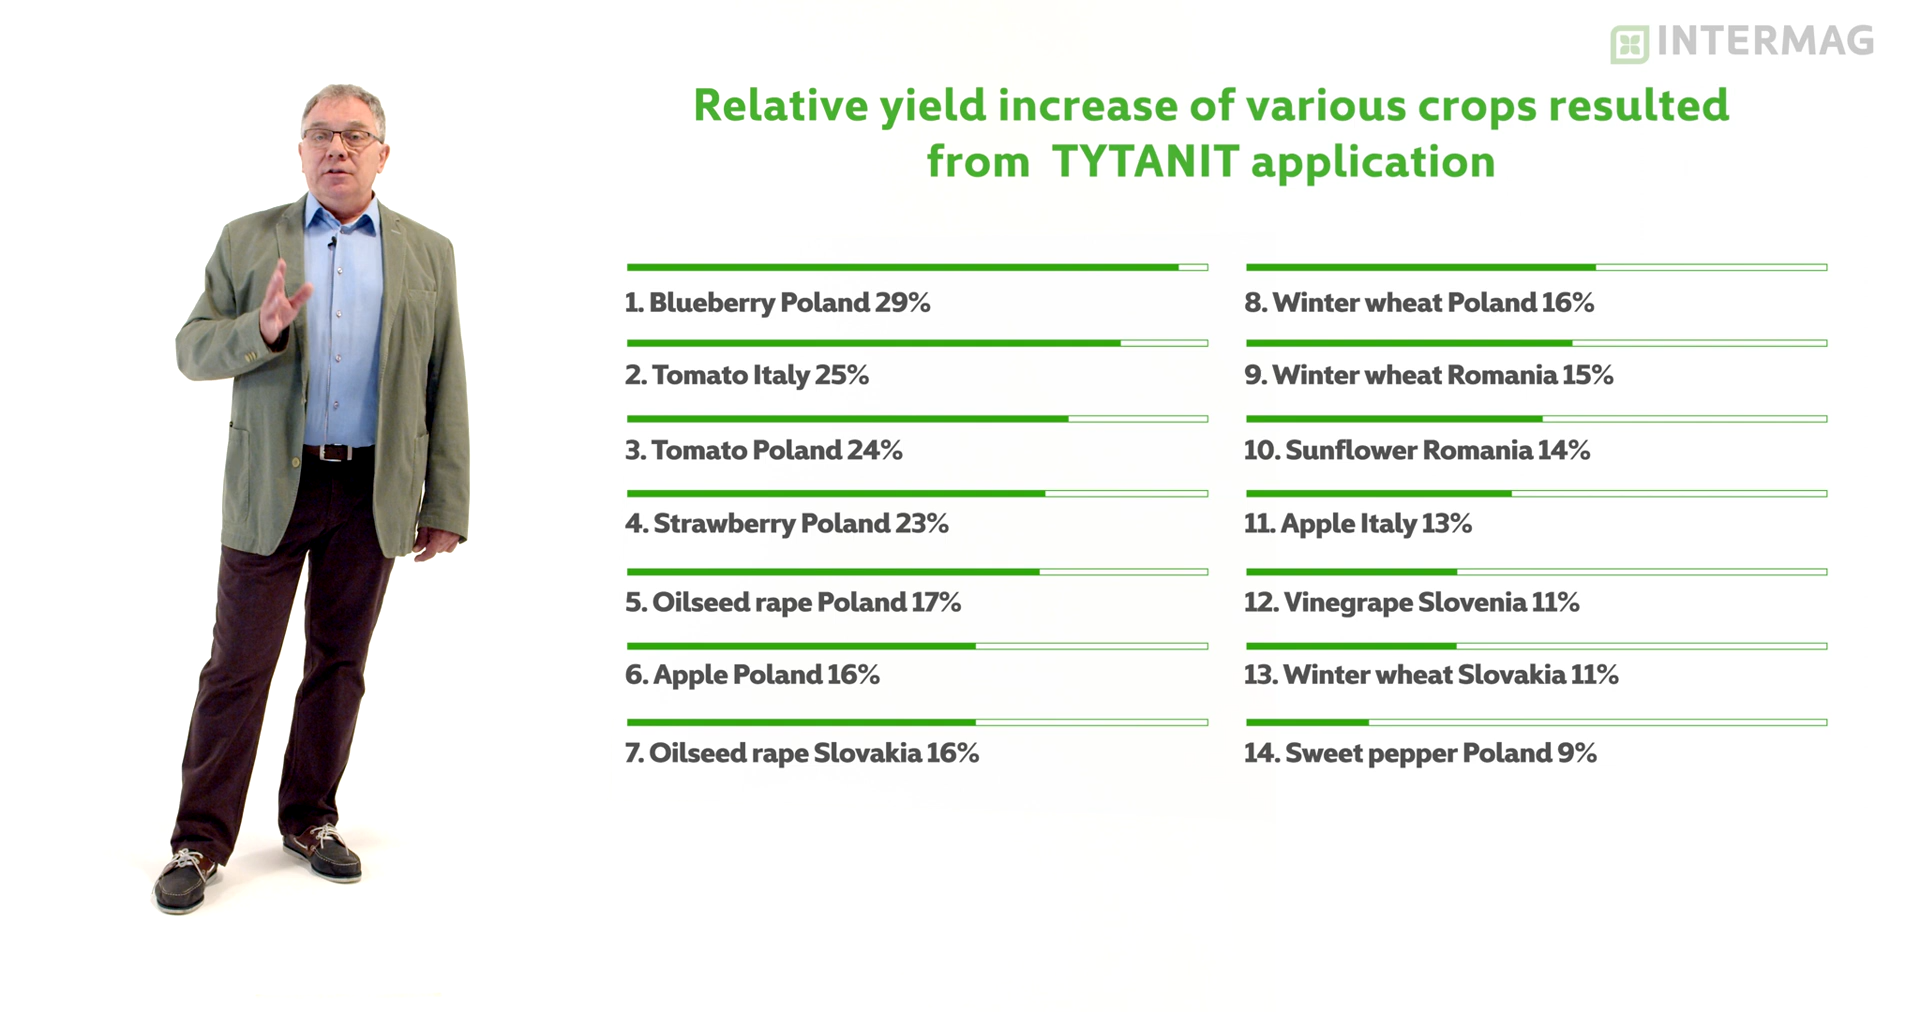 INTERMAG
Relative yield increase of various crops resulted
from TYTANIT application
1. Blueberry Poland 29%
2. Tomato Italy 25%
3. Tomato Poland 24%
4. Strawberry Poland 23%
5. Oilseed rape Poland 17%
6. Apple Poland 16%
7. Oilseed rape Slovakia 16%
8. Winter wheat Poland 16%
9. Winter wheat Romania 15%
10. Sunflower Romania 14%
11. Apple Italy 13%
12. Vinegrape Slovenia 11%
13. Winter wheat Slovakia 11%
14. Sweet pepper Poland 9%